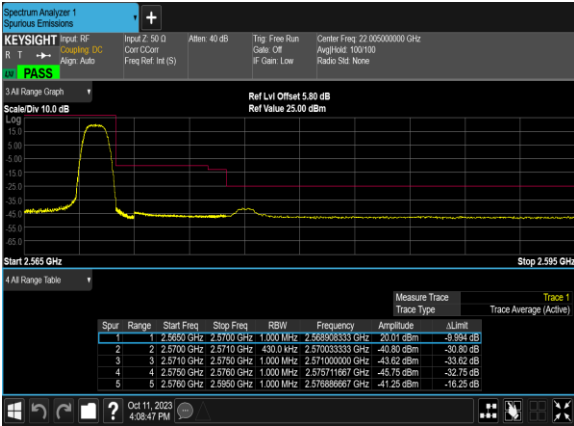 Spectrum Analyzer 1
Spurious Emissions
+
KEYSIGHT Input: RF Input Z: 50 Ω Atten: 40 dB Trig: Free Run Center Freq: 22.005000000 GHz
R T Coupling: DC Corr CCorr Gate: Off Avg|Hold: 100/100
Align: Auto Freq Ref: Int (S) IF Gain: Low Radio Std: None
LW PASS
3 All Range Graph
Ref Lvl Offset 5.80 dB
Scale/Div 10.0 dB Ref Value 25.00 dBm
Log
15.0
5.00
-5.00
-15.0
-25.0
-35.0
-45.0
-55.0
-65.0
Start 2.565 GHz Stop 2.595 GHz
4 All Range Table
Measure Trace Trace 1
Trace Type Trace Average (Active)
Spur Range Start Freq Stop Freq RBW Frequency Amplitude ΔLimit
1 1 2.5650 GHz 2.5700 GHz 1.000 MHz 2.568908333 GHz 20.01 dBm -9.994 dB
2 2 2.5700 GHz 2.5710 GHz 430.0 kHz 2.570033333 GHz -40.80 dBm -30.80 dB
3 3 2.5710 GHz 2.5750 GHz 1.000 MHz 2.571000000 GHz -43.62 dBm -33.62 dB
4 4 2.5750 GHz 2.5760 GHz 1.000 MHz 2.575711667 GHz -45.75 dBm -32.75 dB
5 5 2.5760 GHz 2.5950 GHz 1.000 MHz 2.576886667 GHz -41.25 dBm -16.25 dB
?
Oct 11, 2023
4:08:47 PM